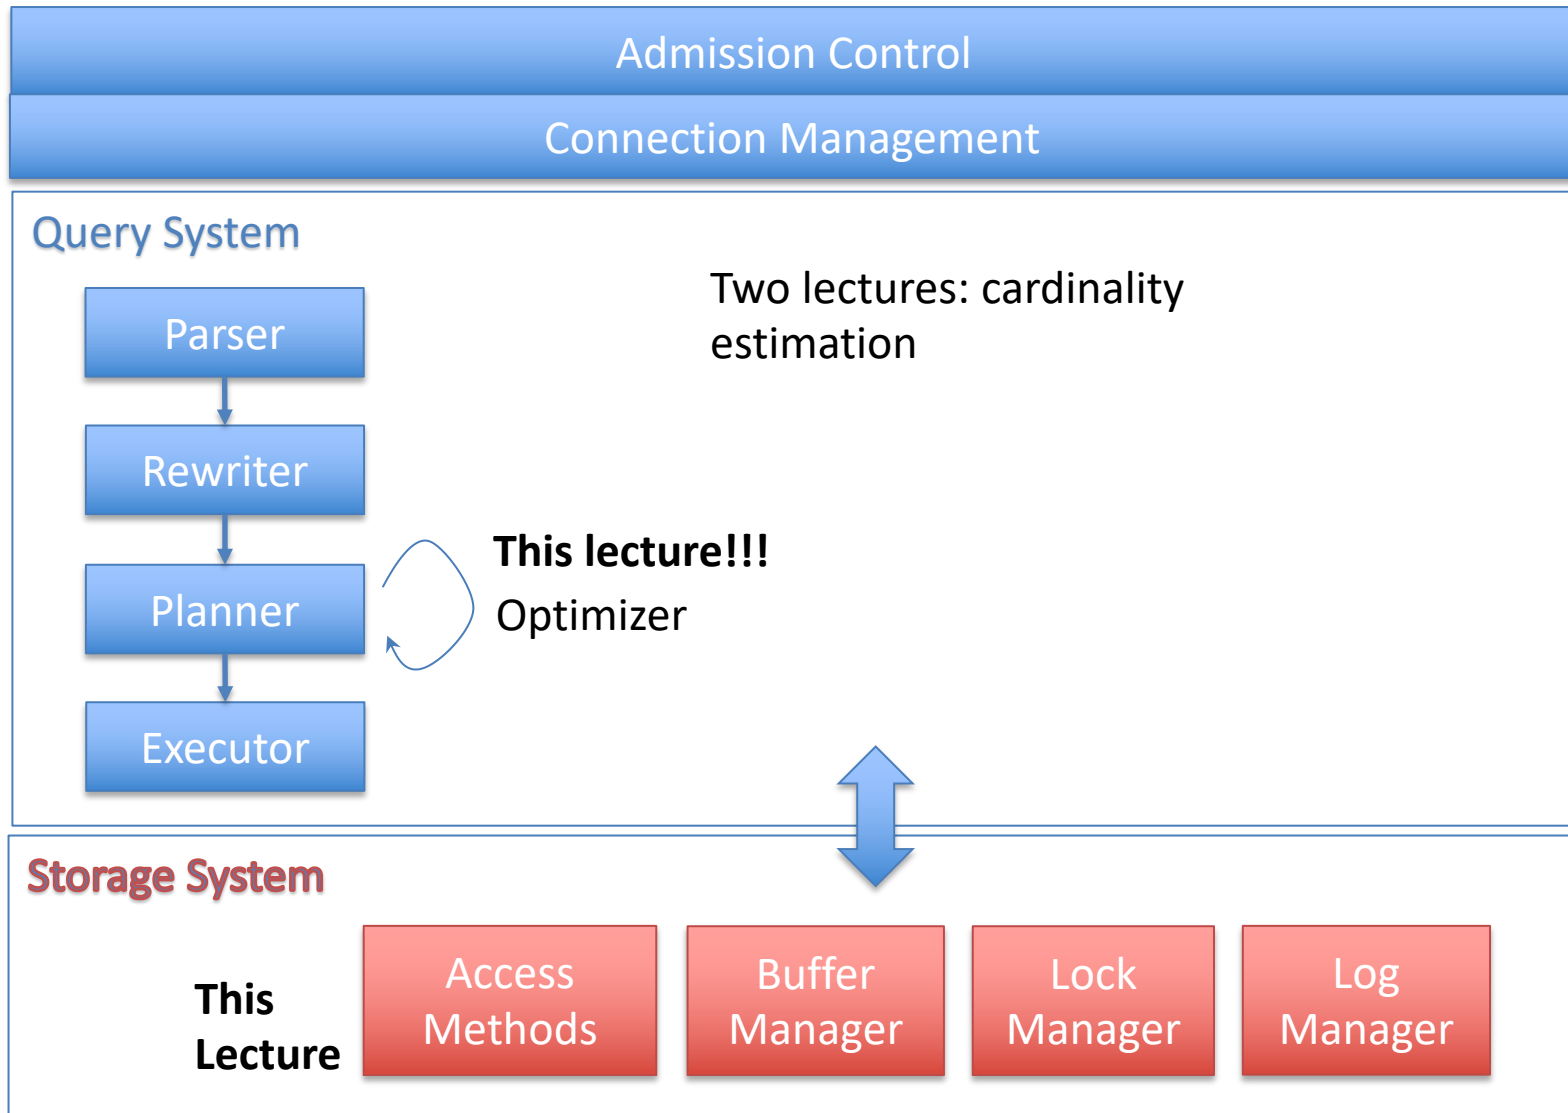 Admission Control
Connection Management
Query System
Two lectures: cardinality
estimation
Parser
Rewriter
This lecture!!!
Planner
Optimizer
Executor
Storage System
This
Lecture
Access
Methods
Buffer
Manager
Lock
Manager
Log
Manager